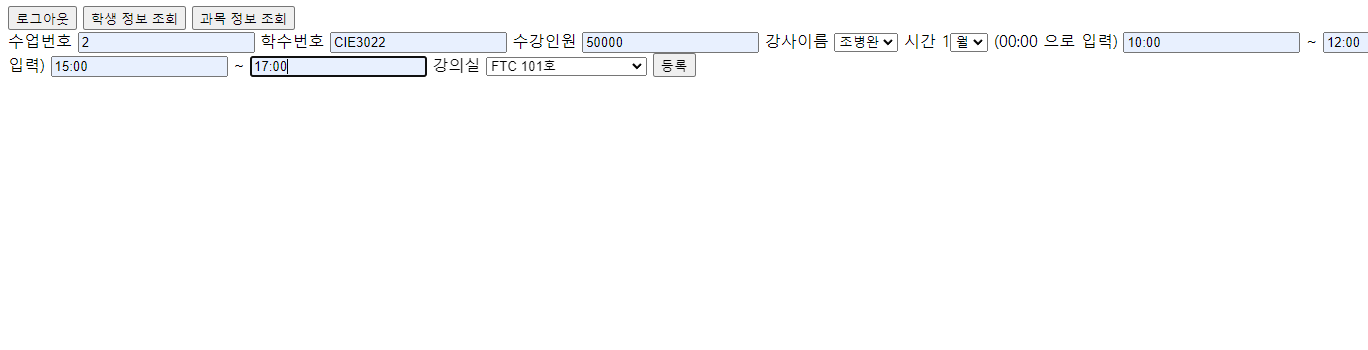 로그아웃 학생 정보 조회 과목 정보 조회
수업번호 2 학수번호 CIE3022 수강인원 50000 강사이름 조병완 시간 1 월 (00:00 으로 입력) 10:00 ~ 12:00
입력) 15:00 ~ 17:00 강의실 FTC 101호 등록